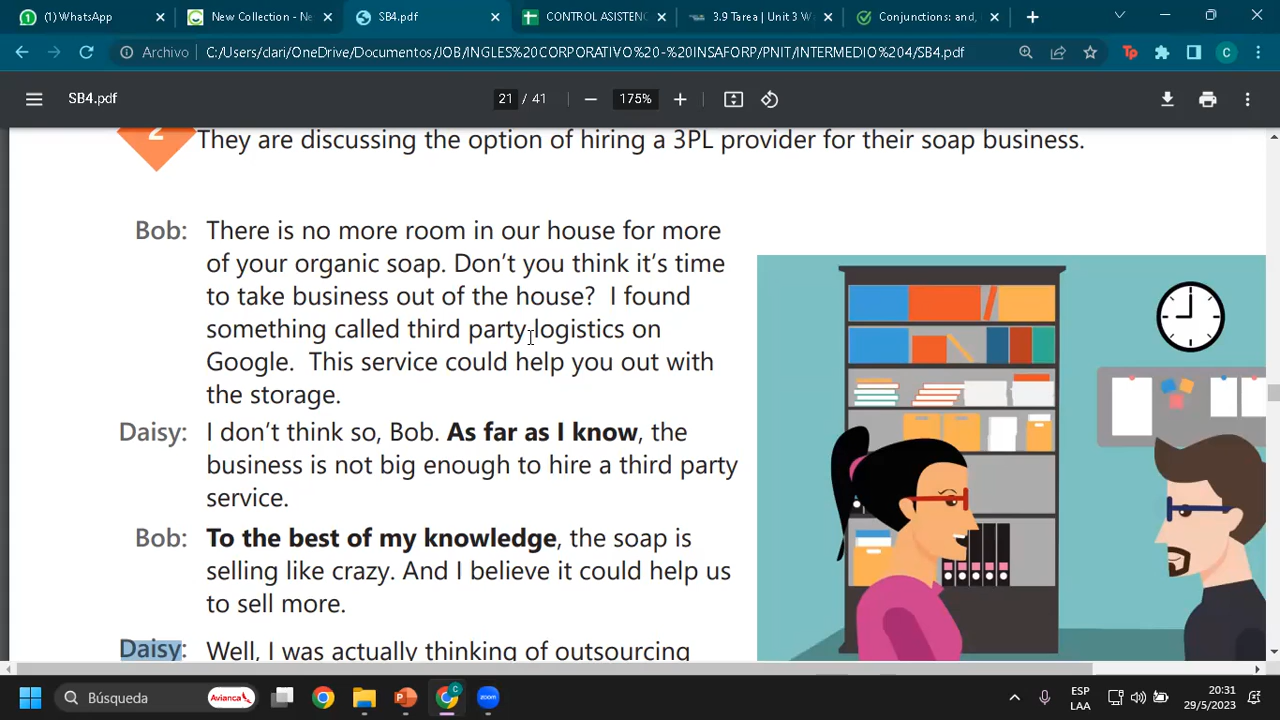 (1) WhatsApp
New Collection - Ne
SB4.pdf
CONTROL ASISTENC
3.9 Tarea | Unit 3 W
Conjunctions: and,
Archivo
C:/Users/clari/OneDrive/Documentos/JOB/INGLES%20CORPORATIVO%20-%20INSAFORP/PNIT/INTERMEDIO%204/SB4.pdf
Tp
C
SB4.pdf
21 / 41
175%
2
They are discussing the option of hiring a 3PL provider for their soap business.
Bob: There is no more room in our house for more
of your organic soap. Don't you think it's time
to take business out of the house? I found
something called third party logistics on
Google. This service could help you out with
the storage.
Daisy: I don't think so, Bob. As far as I know, the
business is not big enough to hire a third party
service.
Bob: To the best of my knowledge, the soap is
selling like crazy. And I believe it could help us
to sell more.
Daisy: Well, I was actually thinking of outsourcing
Búsqueda
Avianca
C
zoom
ESP
LAA
20:31
29/5/2023